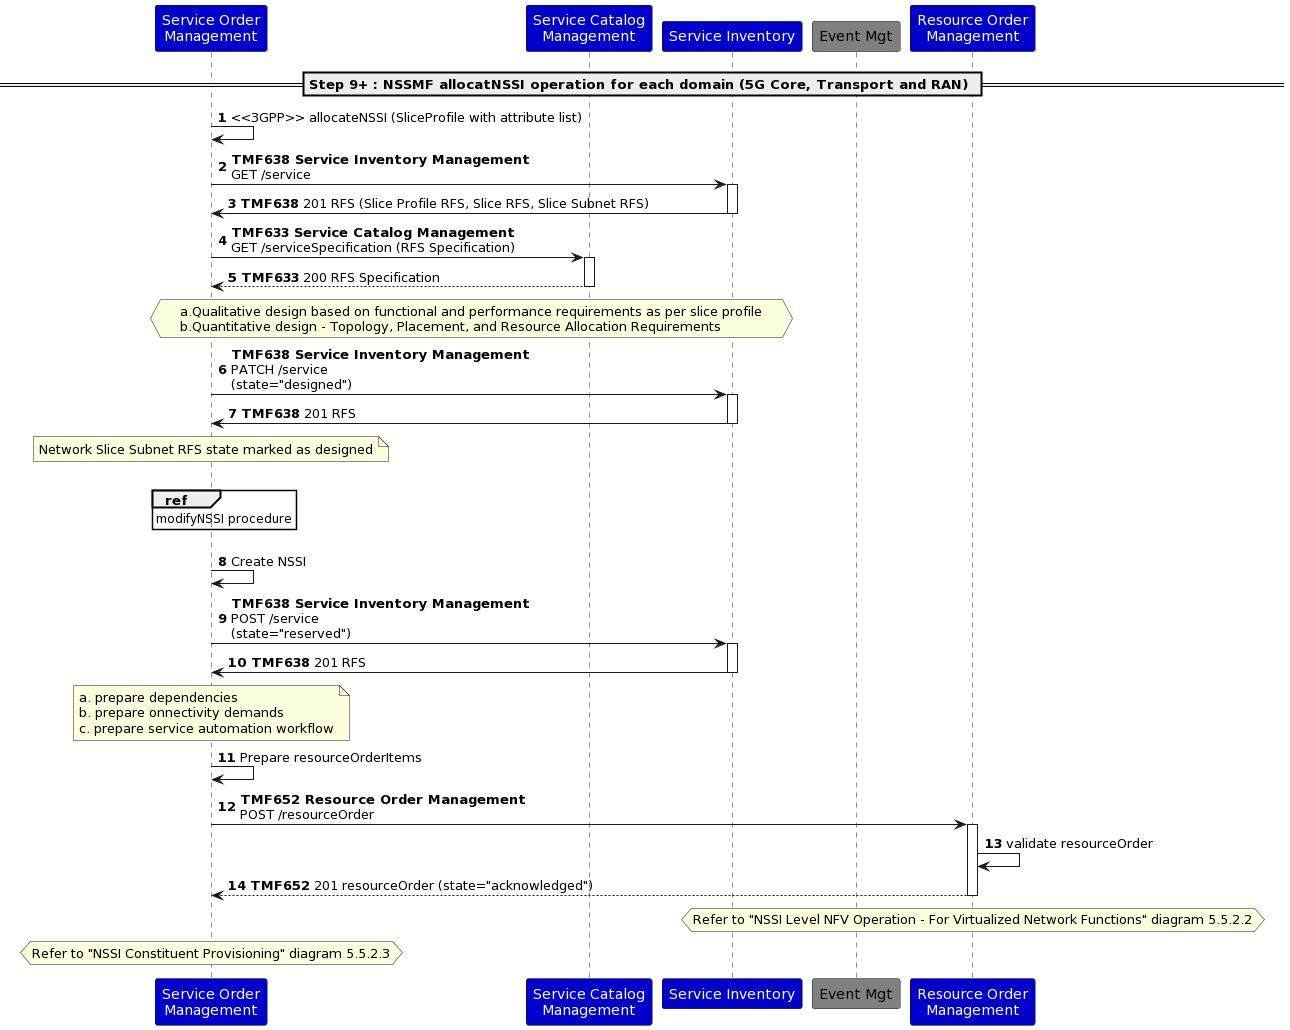 Service Order
Management
Service Catalog
Management
Service Inventory
Event Mgt
Resource Order
Management
Step 9+ : NSSMF allocatNSSI operation for each domain (5G Core, Transport and RAN)
1 <<3GPP>> allocateNSSI (SliceProfile with attribute list)
TMF638 Service Inventory Management
2
GET /service
3 TMF638 201 RFS (Slice Profile RFS, Slice RFS, Slice Subnet RFS)
TMF633 Service Catalog Management
4
GET /serviceSpecification (RFS Specification)
5 TMF633 200 RFS Specification
a.Qualitative design based on functional and performance requirements as per slice profile
b.Quantitative design - Topology, Placement, and Resource Allocation Requirements
TMF638 Service Inventory Management
6 PATCH /service
(state="designed")
7 TMF638 201 RFS
Network Slice Subnet RFS state marked as designed
ref
modifyNSSI procedure
8 Create NSSI
TMF638 Service Inventory Management
9 POST /service
(state="reserved")
10 TMF638 201 RFS
a. prepare dependencies
b. prepare onnectivity demands
c. prepare service automation workflow
11 Prepare resourceOrderItems
TMF652 Resource Order Management
12
POST /resourceOrder
13 validate resourceOrder
14 TMF652 201 resourceOrder (state="acknowledged")
Refer to "NSSI Level NFV Operation - For Virtualized Network Functions" diagram 5.5.2.2
Refer to "NSSI Constituent Provisioning" diagram 5.5.2.3
Service Order
Management
Service Catalog
Management
Service Inventory
Event Mgt
Resource Order
Management